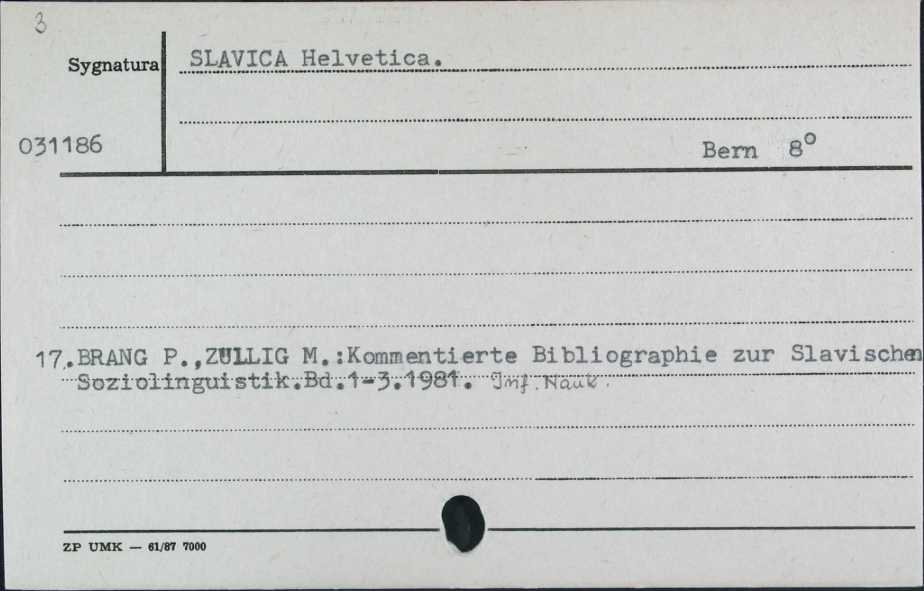 3
Sygnatura
SLAVICA Helvetica.
031186
Bern 8°
17.BRANG P.,ZÜLLIG M.:Kommentierte Bibliographie zur Slavischen
Soziolinguistik.Bd.1-3.1981. Inf. Nauk.
ZP UMK — 61/87 7000